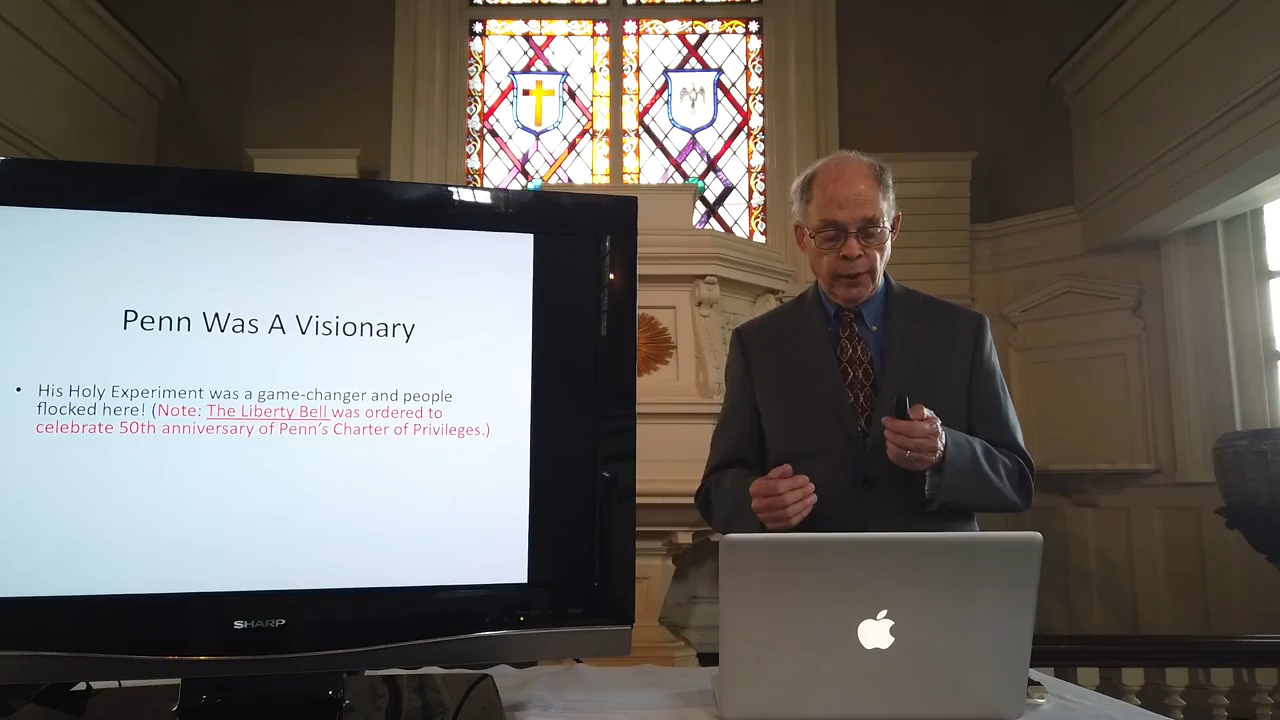 Penn Was A Visionary
• His Holy Experiment was a game-changer and people
flocked here! (Note: The Liberty Bell was ordered to
celebrate 50th anniversary of Penn's Charter of Privileges.)
SHARP